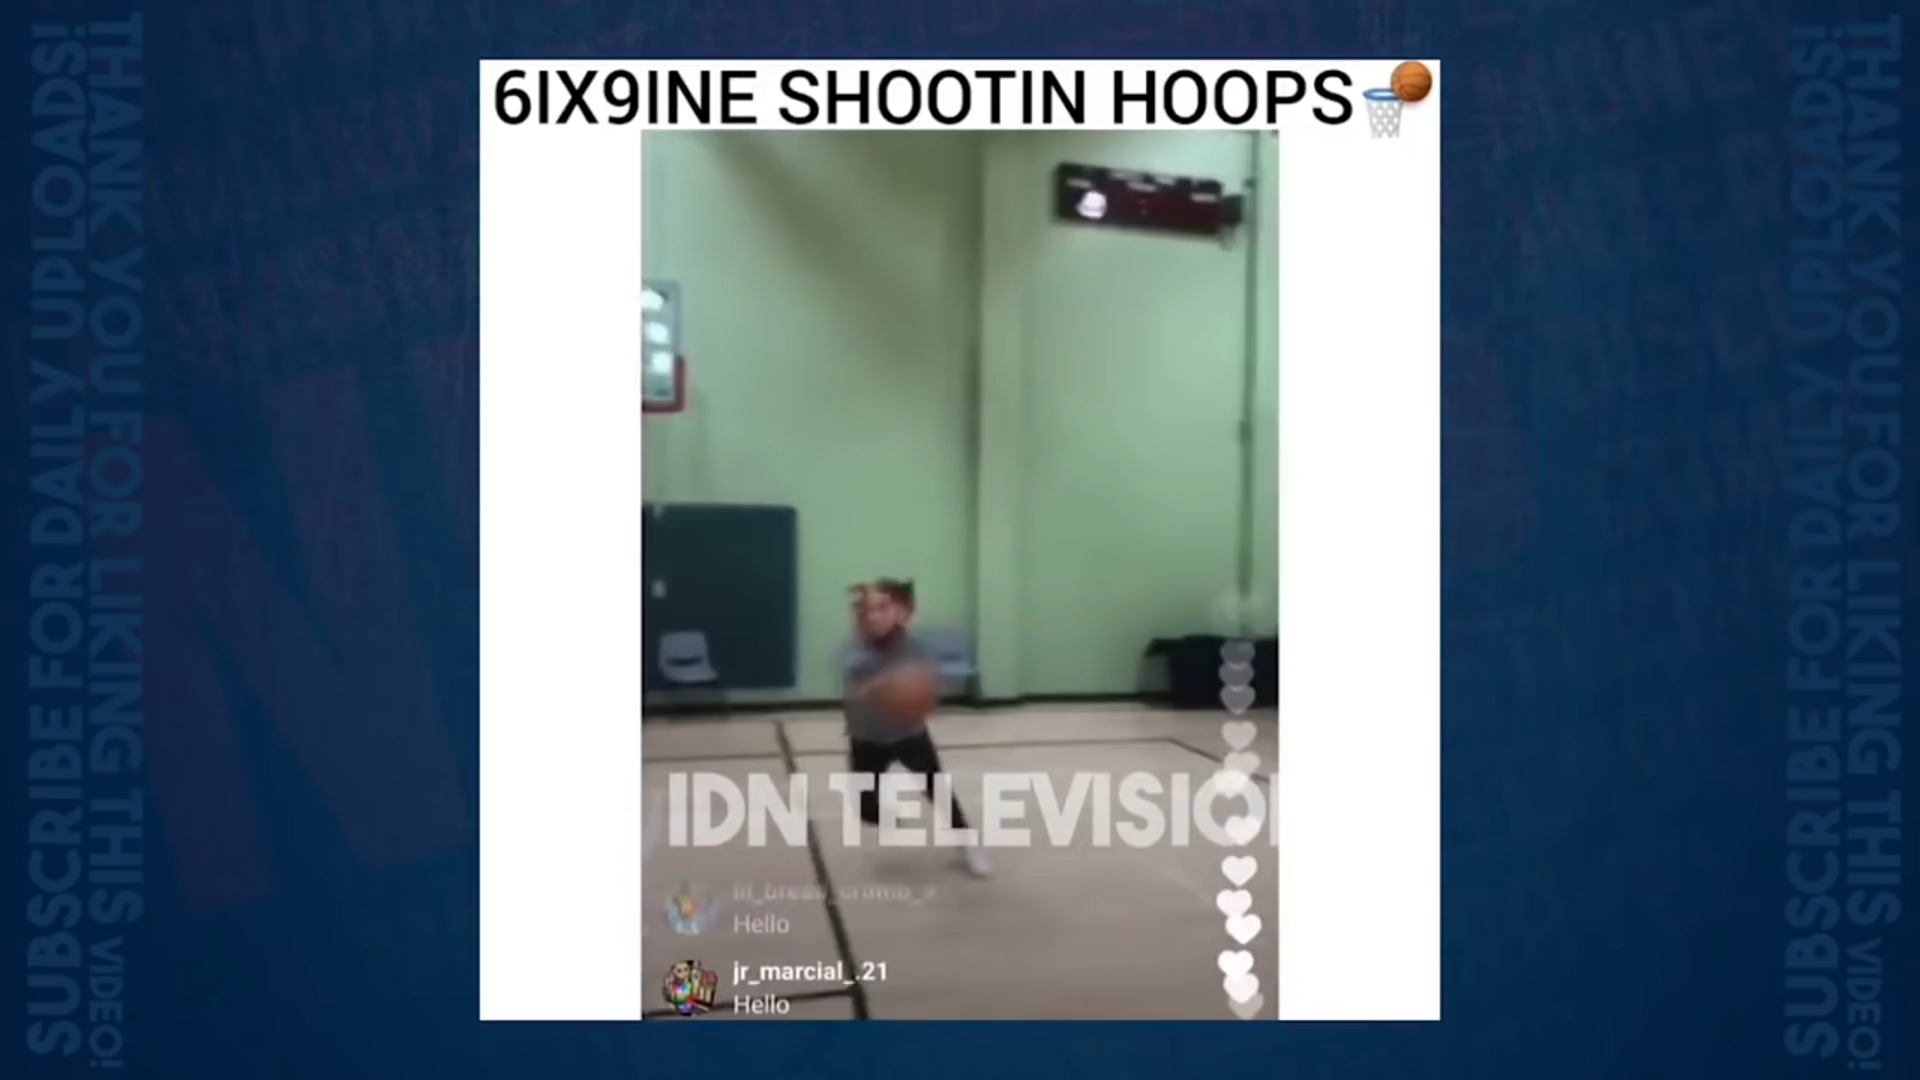 6IX9INE SHOOTIN HOOPS
IDN TELEVISIO
Hello
jr_marcial_.21
Hello
SUBSCRIBE FOR DAILY UPLOADS!
THANK YOU FOR LIKING THIS VIDEO!
SUBSCRIBE FOR DAILY UPLOADS!
THANK YOU FOR LIKING THIS VIDEO!